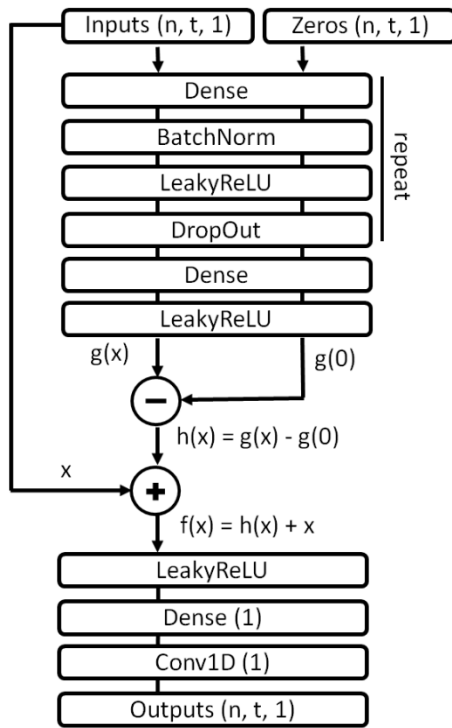 Inputs (n, t, 1)
Zeros (n, t, 1)
Dense
BatchNorm
LeakyReLU
DropOut
repeat
Dense
LeakyReLU
g(x)
g(0)
−
h(x) = g(x) - g(0)
x
+
f(x) = h(x) + x
LeakyReLU
Dense (1)
Conv1D (1)
Outputs (n, t, 1)